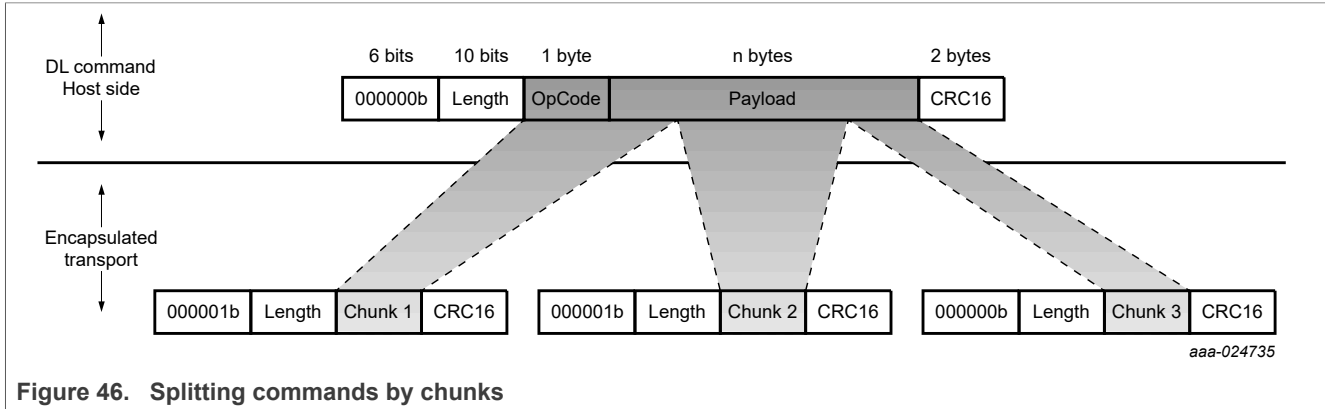 6 bits 10 bits 1 byte n bytes 2 bytes
DL command
Host side
000000b Length OpCode Payload CRC16
Encapsulated
transport
000001b Length Chunk 1 CRC16 000001b Length Chunk 2 CRC16 000000b Length Chunk 3 CRC16
aaa-024735
Figure 46. Splitting commands by chunks